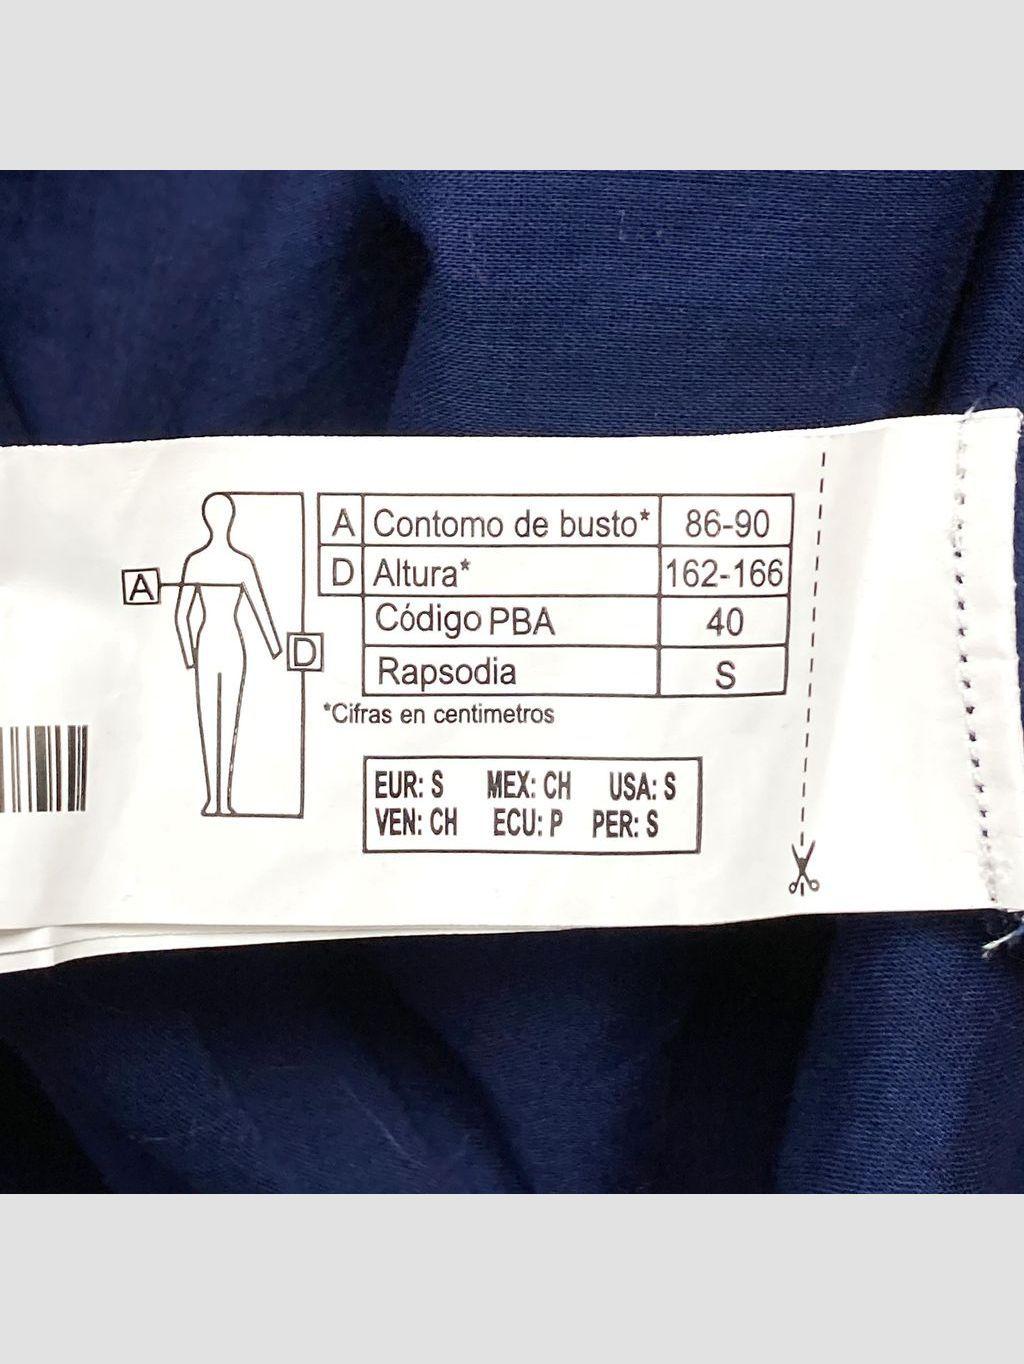 A Contomo de busto* 86-90
D Altura* 162-166
Código PBA 40
Rapsodia S
*Cifras en centimetros
A
D
EUR: S MEX: CH USA: S
VEN: CH ECU: P PER: S